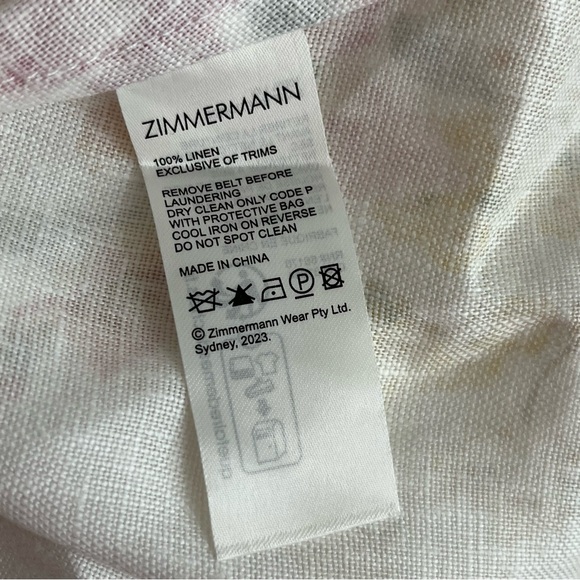 ZIMMERMANN
100% LINEN
EXCLUSIVE OF TRIMS
REMOVE BELT BEFORE
LAUNDERING
DRY CLEAN ONLY CODE P
WITH PROTECTIVE BAG
COOL IRON ON REVERSE
DO NOT SPOT CLEAN
MADE IN CHINA
P
© Zimmermann Wear Pty Ltd.
Sydney, 2023.